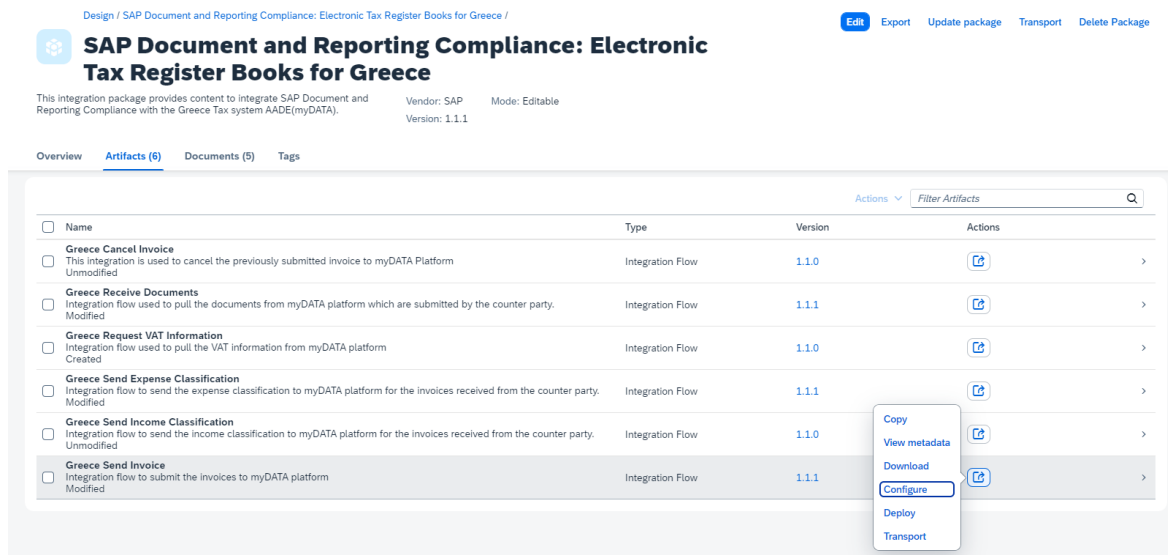 Design / SAP Document and Reporting Compliance: Electronic Tax Register Books for Greece /
Edit Export Update package Transport Delete Package
SAP Document and Reporting Compliance: Electronic
Tax Register Books for Greece
This integration package provides content to integrate SAP Document and
Reporting Compliance with the Greece Tax system AADE(myDATA).
Vendor: SAP Mode: Editable
Version: 1.1.1
Overview Artifacts (6) Documents (5) Tags
Actions Filter Artifacts
Name Type Version Actions
Greece Cancel Invoice
This integration is used to cancel the previously submitted invoice to myDATA Platform
Unmodified
Integration Flow 1.1.0
Greece Receive Documents
Integration flow used to pull the documents from myDATA platform which are submitted by the counter party.
Modified
Integration Flow 1.1.1
Greece Request VAT Information
Integration flow used to pull the VAT information from myDATA platform
Created
Integration Flow 1.1.0
Greece Send Expense Classification
Integration flow to send the expense classification to myDATA platform for the invoices received from the counter party.
Modified
Integration Flow 1.1.1
Greece Send Income Classification
Integration flow to send the income classification to myDATA platform for the invoices received from the counter party.
Unmodified
Integration Flow 1.1.0
Greece Send Invoice
Integration flow to submit the invoices to myDATA platform
Modified
Integration Flow 1.1.1
Copy
View metadata
Download
Configure
Deploy
Transport